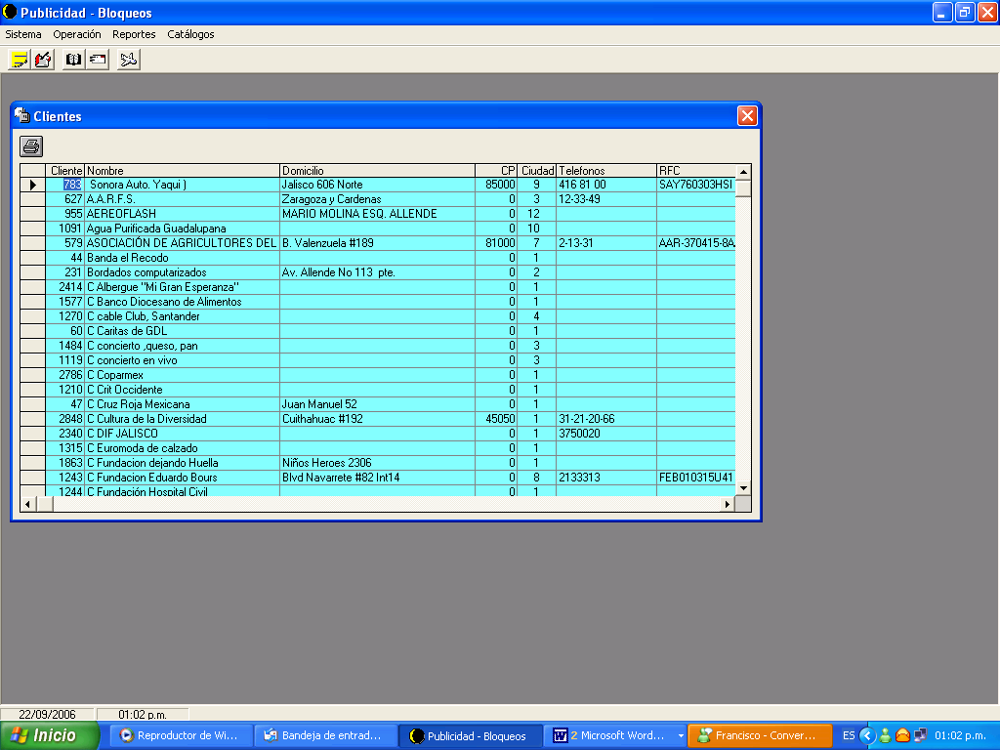 Publicidad - Bloqueos
Sistema Operación Reportes Catálogos
Clientes
Cliente Nombre Domicilio CP Ciudad Telefonos RFC
783 Sonora Auto. Yaqui ) Jalisco 606 Norte 85000 9 416 81 00 SAY760303HSI
627 A.A.R.F.S. Zaragoza y Cardenas 0 3 12-33-49
955 AEREOFLASH MARIO MOLINA ESQ. ALLENDE 0 12
1091 Agua Purificada Guadalupana 0 10
579 ASOCIACIÓN DE AGRICULTORES DEL B. Valenzuela #189 81000 7 2-13-31 AAR-370415-8A
44 Banda el Recodo 0 1
231 Bordados computarizados Av. Allende No 113 pte. 0 2
2414 C Albergue "Mi Gran Esperanza" 0 1
1577 C Banco Diocesano de Alimentos 0 1
1270 C cable Club, Santander 0 4
60 C Caritas de GDL 0 1
1484 C concierto ,queso, pan 0 3
1119 C concierto en vivo 0 3
2786 C Coparmex 0 1
1210 C Crit Occidente 0 1
47 C Cruz Roja Mexicana Juan Manuel 52 0 1
2848 C Cultura de la Diversidad Cuithahuac #192 45050 1 31-21-20-66
2340 C DIF JALISCO 0 1 3750020
1315 C Euromoda de calzado 0 1
1863 C Fundacion dejando Huella Niños Heroes 2306 0 1
1243 C Fundacion Eduardo Bours Blvd Navarrete #82 Int14 0 8 2133313 FEB010315U41
1244 C Fundación Hospital Civil 0 1
22/09/2006 01:02 p.m.
Inicio Reproductor de Wi... Bandeja de entrad... Publicidad - Bloqueos 2 Microsoft Word... Francisco - Conver... ES 01:02 p.m.